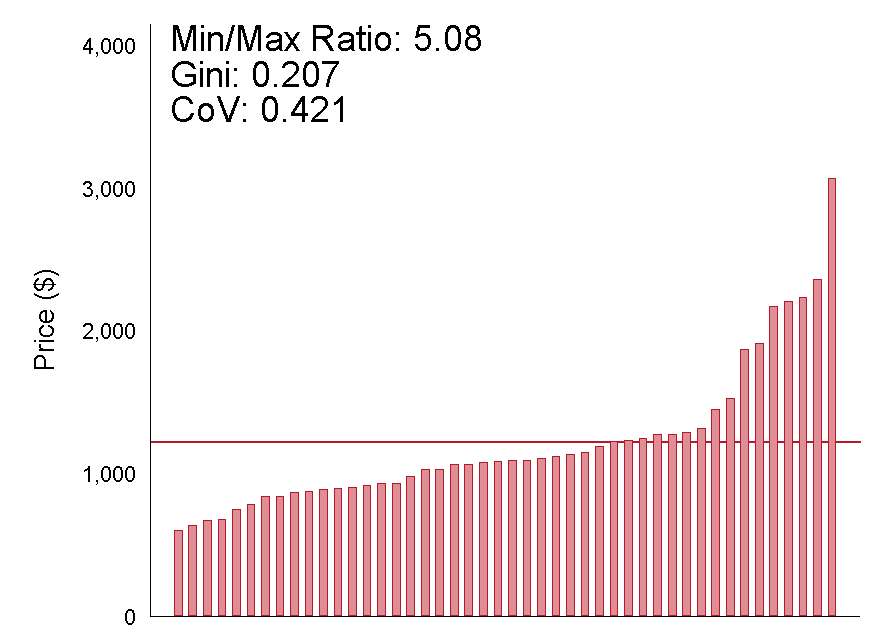 Min/Max Ratio: 5.08
Gini: 0.207
CoV: 0.421
4,000
3,000
2,000
1,000
0
Price ($)